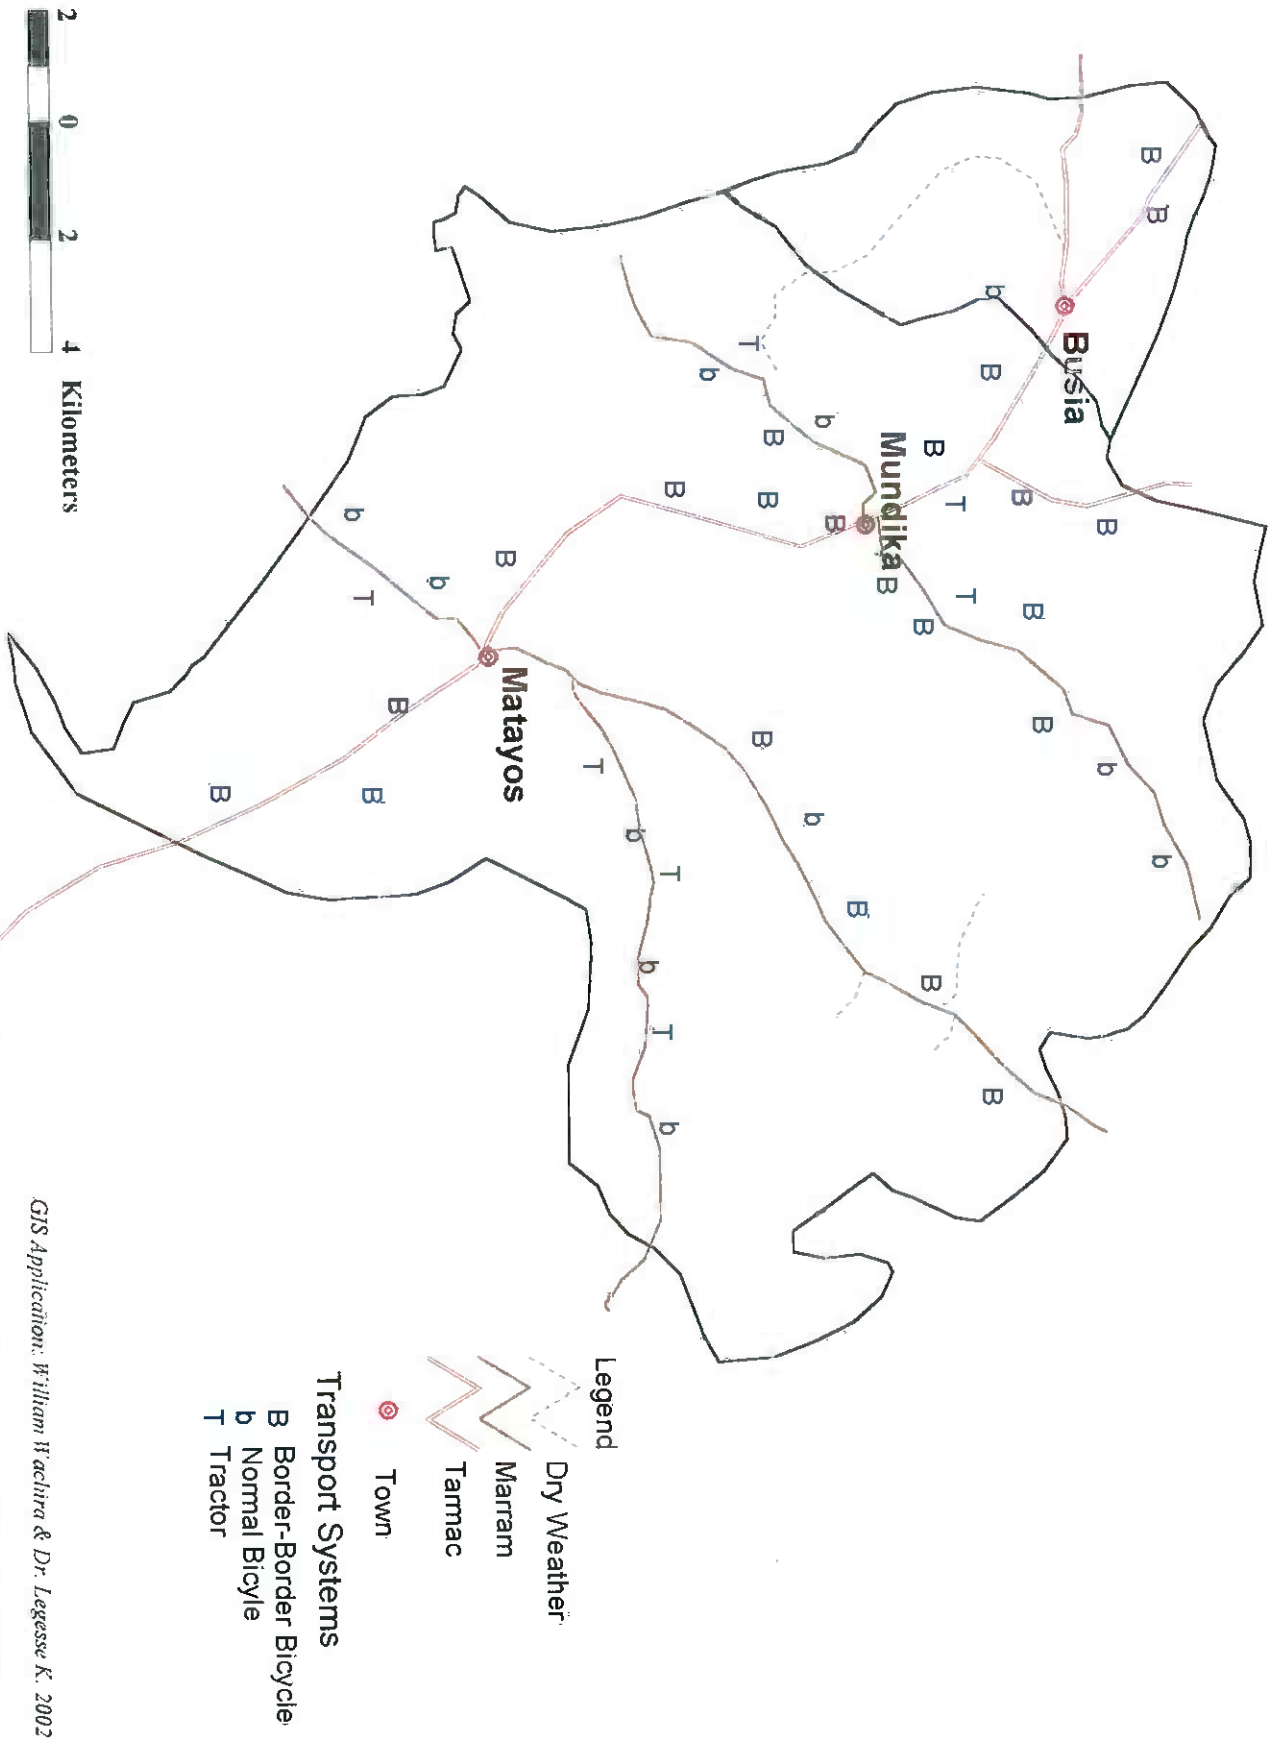 b
B B
b
B
Busia
B
B
B
b B B
T
T
B
B
B
Mundika
B
B
B
b
b
B
B
B
T
b
B
T
b
T
b
b
Legend
T
Dry Weather
Matayos
B
Marram
Tarmac
b
B
Town
B
T
b
Transport Systems
B Border-Border Bicycle
b Normal Bicyle
B
T Tractor
2 0 2 4 Kilometers
GIS Application: William Wachira & Dr. Legesse K. 2002